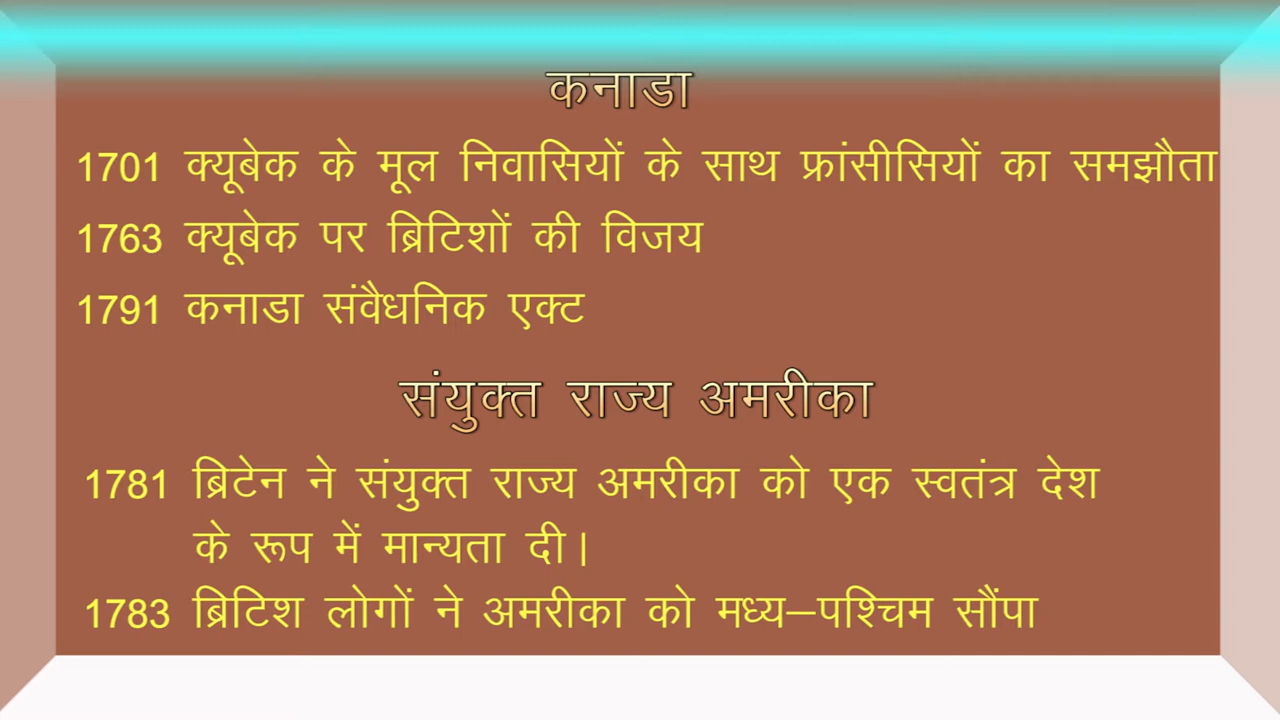 कनाडा
1701 क्यूबेक के मूल निवासियों के साथ फ्रांसीसियों का समझौता
1763 क्यूबेक पर ब्रिटिशों की विजय
1791 कनाडा संवैधनिक एक्ट
संयुक्त राज्य अमरीका
1781 ब्रिटेन ने संयुक्त राज्य अमरीका को एक स्वतंत्र देश
के रूप में मान्यता दी।
1783 ब्रिटिश लोगों ने अमरीका को मध्य–पश्चिम सौंपा